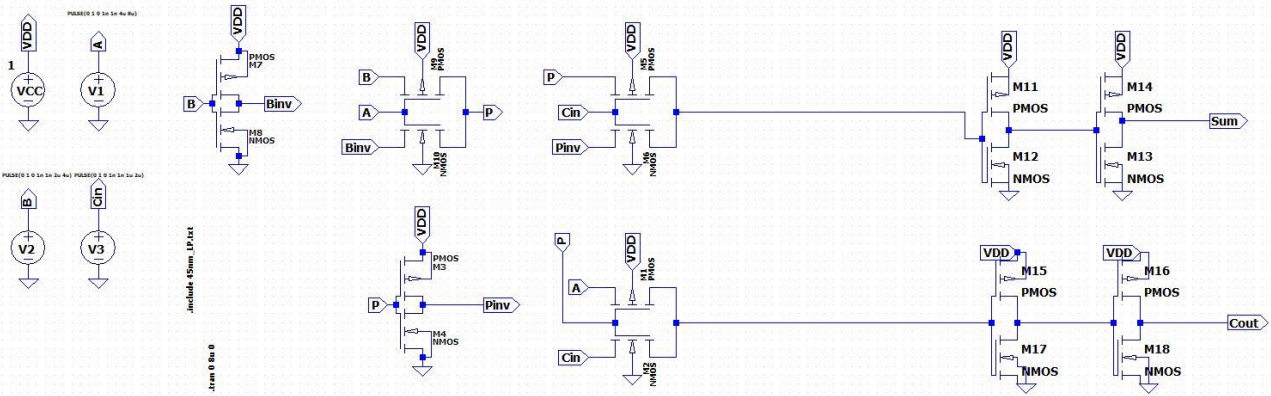 PULSE(0 1 0 1n 1n 4u 8u)
VDD
A
1
VCC
V1
PULSE(0 1 0 1n 1n 2u 4u)
PULSE(0 1 0 1n 1n 1u 2u)
B
Cin
V2
V3
.include 45nm_LP.txt
.tran 0 8u 0
VDD
PMOS
M7
B
Binv
M8
NMOS
VDD
M9
PMOS
B
A
P
Binv
M10
NMOS
VDD
M5
PMOS
P
Cin
Pinv
M6
NMOS
VDD
M11
PMOS
M12
NMOS
VDD
M14
PMOS
Sum
M13
NMOS
VDD
PMOS
M3
P
Pinv
M4
NMOS
P
VDD
M1
PMOS
A
Cin
M2
NMOS
VDD
M15
PMOS
M17
NMOS
VDD
M16
PMOS
Cout
M18
NMOS